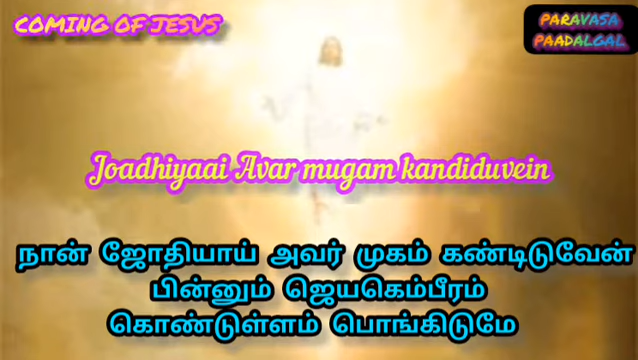 COMING OF JESUS
PARAVASA
PAADALGAL
Joadhiyaai Avar mugam kandiduvein
நான் ஜோதியாய் அவர் முகம் கண்டிடுவேன்
பின்னும் ஜெயகெம்பீரம்
கொண்டுள்ளம் பொங்கிடுமே